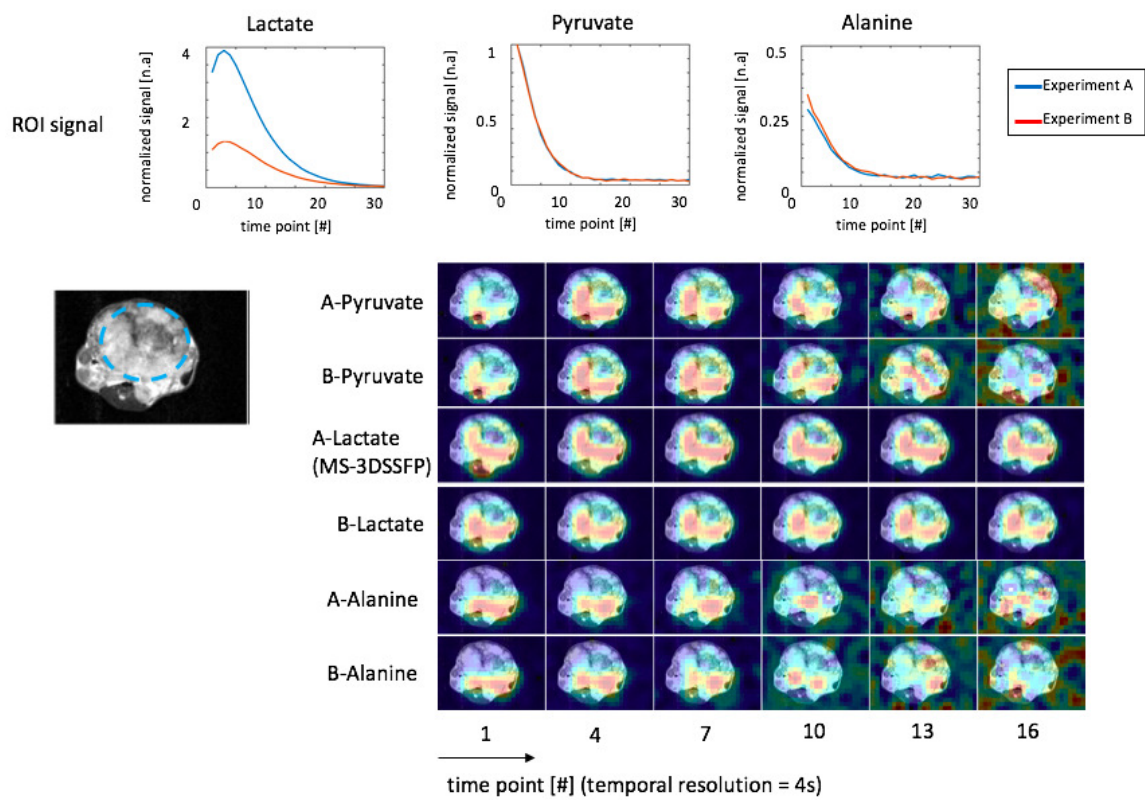 Lactate
Pyruvate
Alanine
ROI signal
normalized signal [n.a]
4
2
0
10
20
30
time point [#]
normalized signal [n.a]
1
0.5
0
0
10
20
30
time point [#]
normalized signal [n.a]
0.5
0.25
0
0
10
20
30
time point [#]
Experiment A
Experiment B
A-Pyruvate
B-Pyruvate
A-Lactate
(MS-3DSSFP)
B-Lactate
A-Alanine
B-Alanine
1 4 7 10 13 16
time point [#] (temporal resolution = 4s)